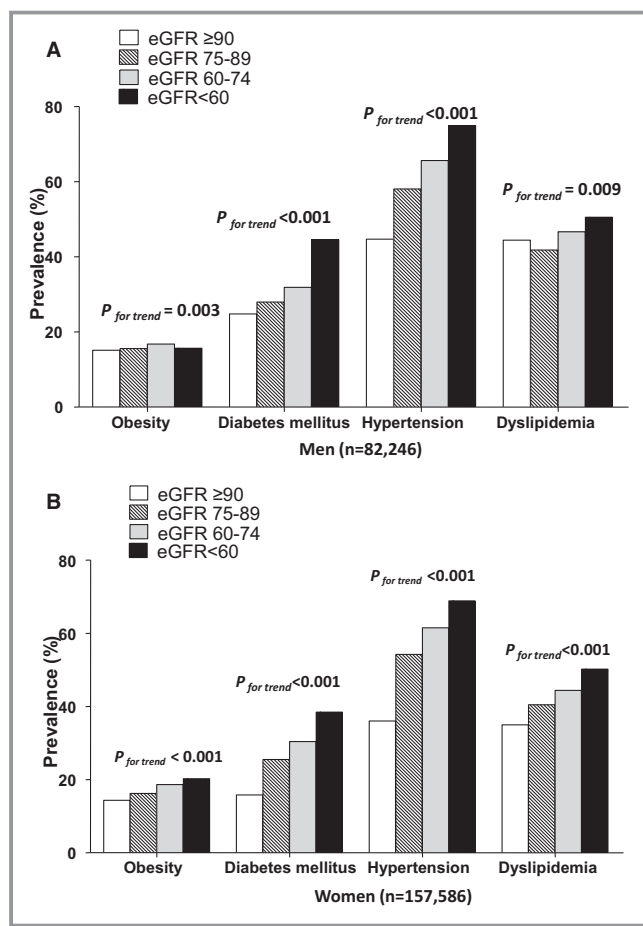 A
eGFR ≥90
eGFR 75-89
eGFR 60-74
eGFR<60
Prevalence (%)
80
60
40
20
0
P for trend = 0.003
P for trend <0.001
P for trend <0.001
P for trend = 0.009
Obesity Diabetes mellitus Hypertension Dyslipidemia
Men (n=82,246)
B
eGFR ≥90
eGFR 75-89
eGFR 60-74
eGFR<60
Prevalence (%)
80
60
40
20
0
P for trend < 0.001
P for trend <0.001
P for trend <0.001
P for trend <0.001
Obesity Diabetes mellitus Hypertension Dyslipidemia
Women (n=157,586)